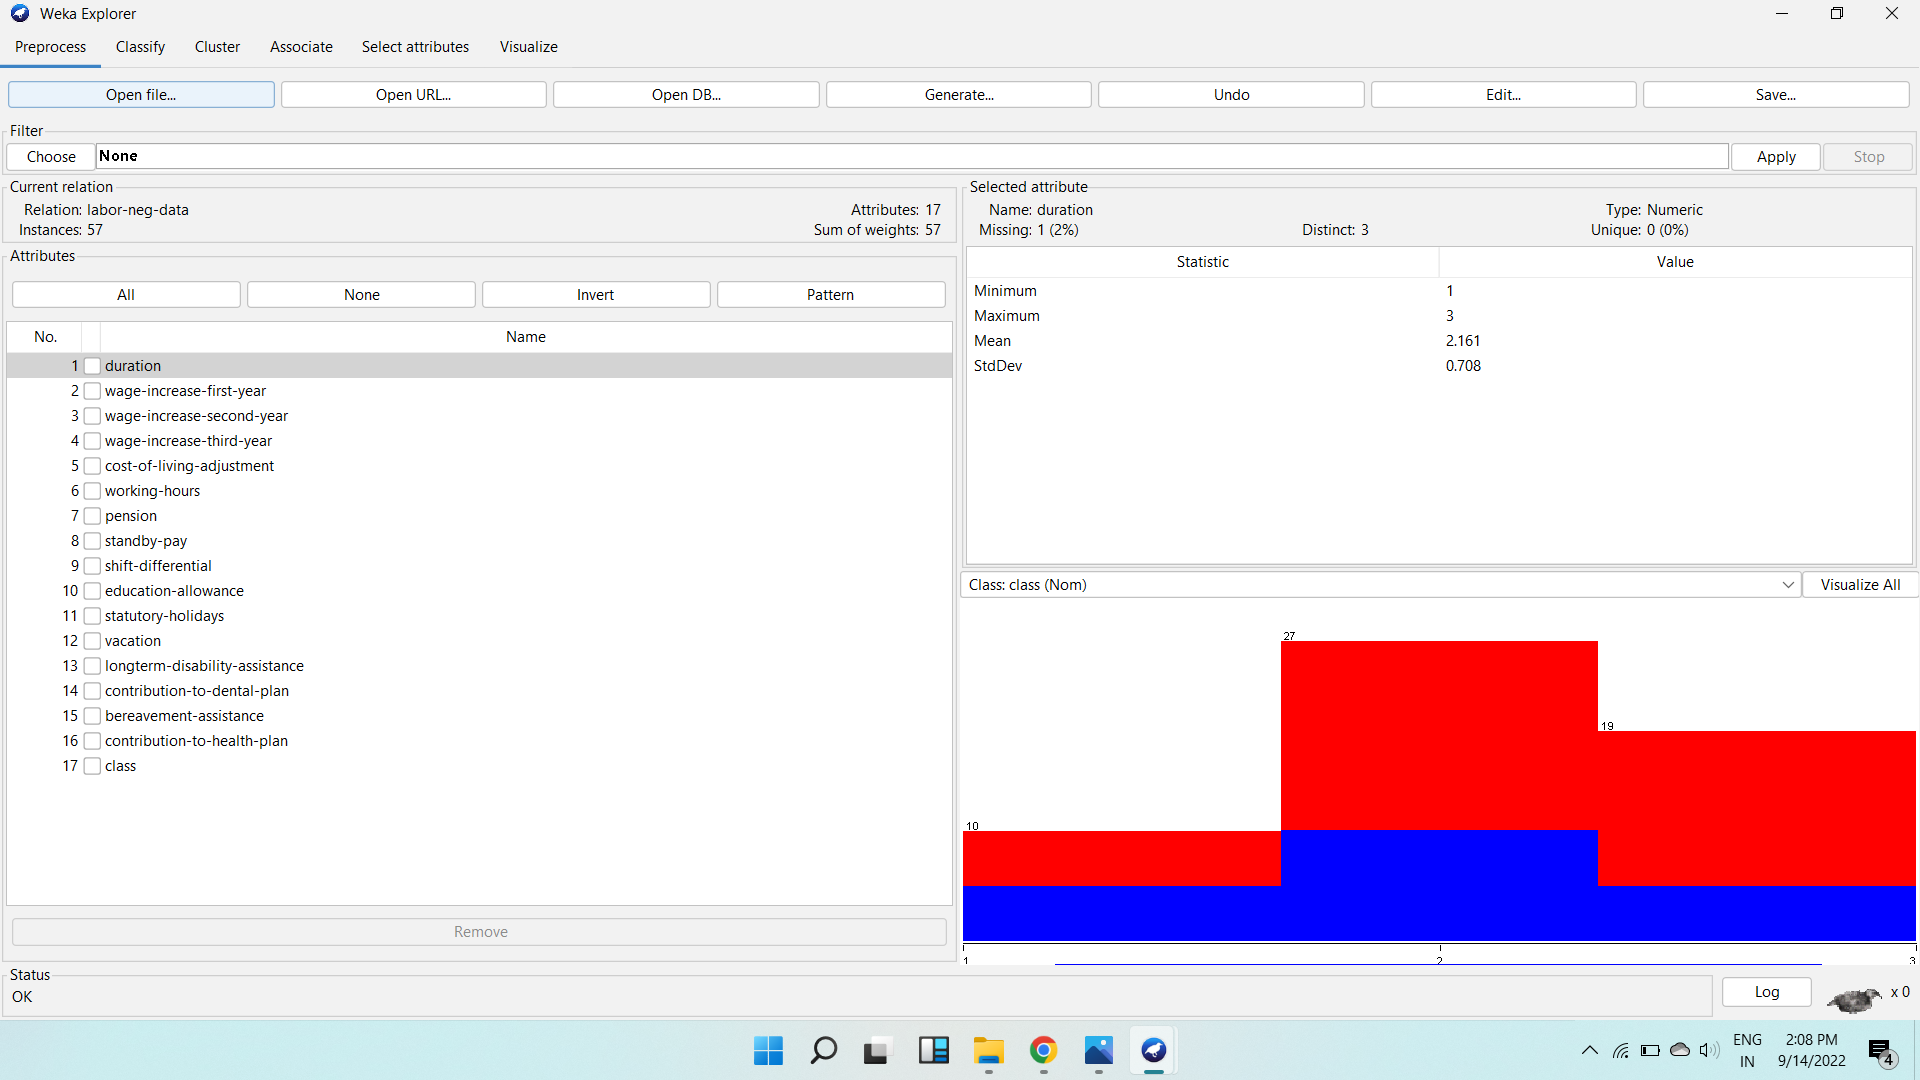 Weka Explorer
Preprocess Classify Cluster Associate Select attributes Visualize
Open file... Open URL... Open DB... Generate... Undo Edit... Save...
Filter
Choose None Apply Stop
Current relation
Relation: labor-neg-data Attributes: 17
Instances: 57 Sum of weights: 57
Attributes
All None Invert Pattern
No. Name
1 duration
2 wage-increase-first-year
3 wage-increase-second-year
4 wage-increase-third-year
5 cost-of-living-adjustment
6 working-hours
7 pension
8 standby-pay
9 shift-differential
10 education-allowance
11 statutory-holidays
12 vacation
13 longterm-disability-assistance
14 contribution-to-dental-plan
15 bereavement-assistance
16 contribution-to-health-plan
17 class
Remove
Selected attribute
Name: duration Type: Numeric
Missing: 1 (2%) Distinct: 3 Unique: 0 (0%)
Statistic Value
Minimum 1
Maximum 3
Mean 2.161
StdDev 0.708
Class: class (Nom) Visualize All
27
19
10
1 2 3
Status
OK
Log x 0
ENG
IN
2:08 PM
9/14/2022
4